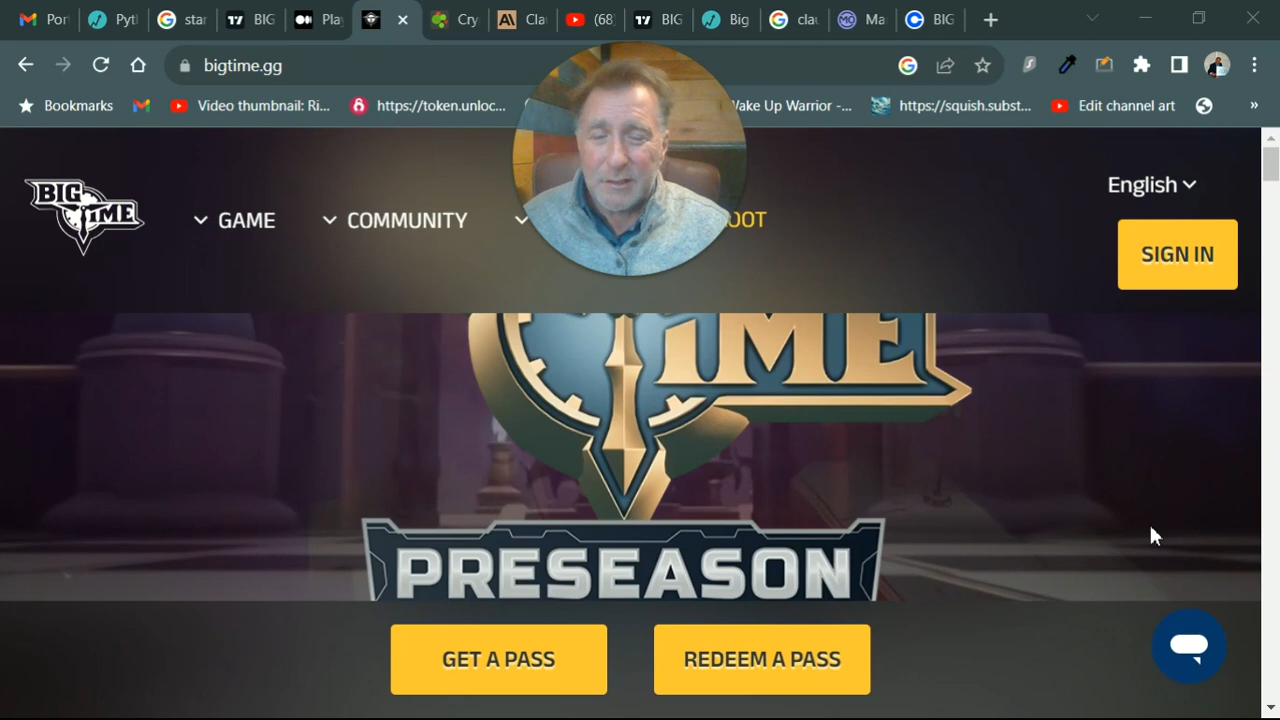 Por
Pyth
star
BIG
Play
Cry
Clau
(68)
BIG
Big
clau
Ma
BIG
bigtime.gg
Bookmarks
Video thumbnail: Ri...
https://token.unloc...
Wake Up Warrior -...
https://squish.subst...
Edit channel art
»
BIG
TIME
GAME
COMMUNITY
OOT
English
SIGN IN
TIME
PRESEASON
GET A PASS
REDEEM A PASS